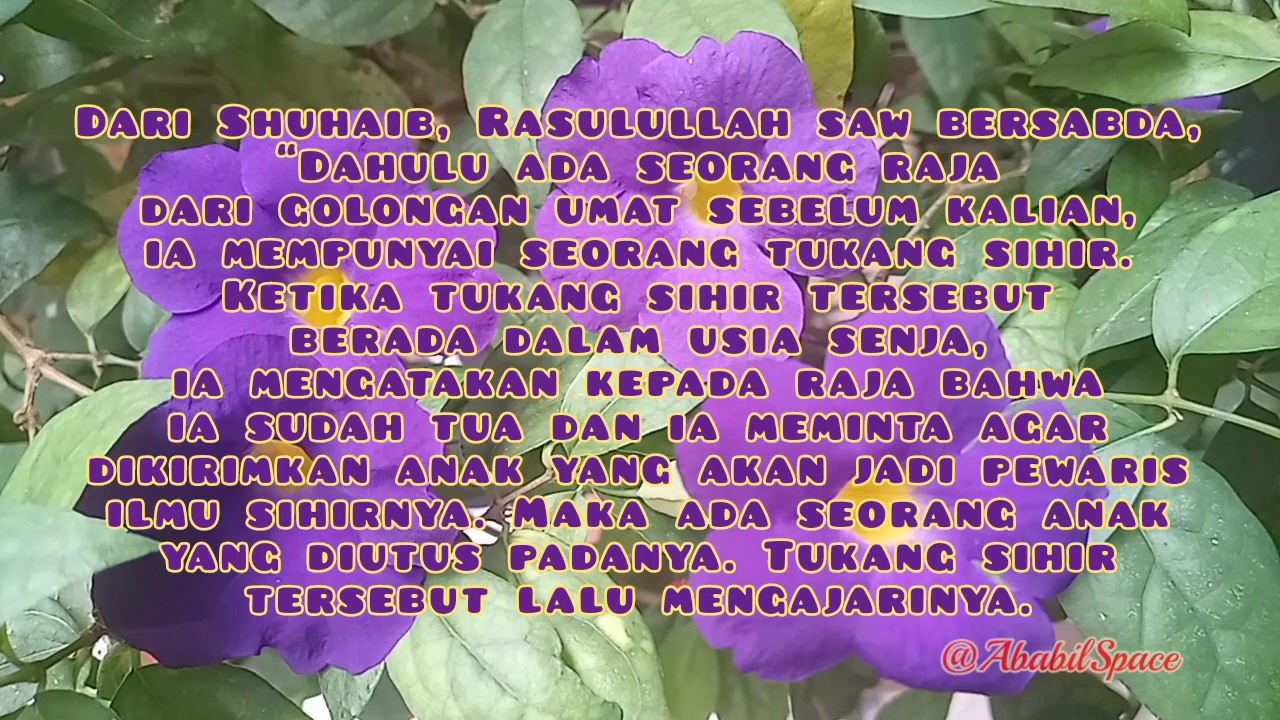 Dari Shuhaib, Rasulullah saw bersabda,
“Dahulu ada seorang raja
dari golongan umat sebelum kalian,
ia mempunyai seorang tukang sihir.
Ketika tukang sihir tersebut
berada dalam usia senja,
ia mengatakan kepada raja bahwa
ia sudah tua dan ia meminta agar
dikirimkan anak yang akan jadi pewaris
ilmu sihirnya. Maka ada seorang anak
yang diutus padanya. Tukang sihir
tersebut lalu mengajarinya.
@AbabilSpace